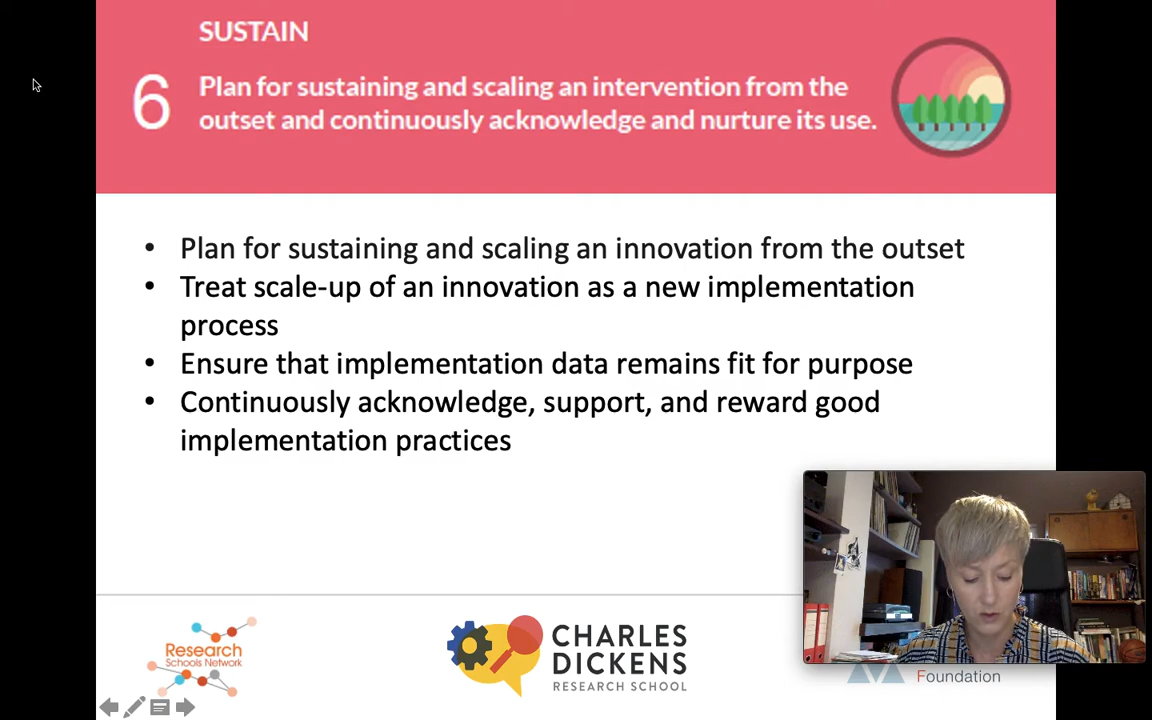 SUSTAIN
6
Plan for sustaining and scaling an intervention from the
outset and continuously acknowledge and nurture its use.
• Plan for sustaining and scaling an innovation from the outset
• Treat scale-up of an innovation as a new implementation
process
• Ensure that implementation data remains fit for purpose
• Continuously acknowledge, support, and reward good
implementation practices
Research
Schools Network
CHARLES
DICKENS
RESEARCH SCHOOL
Foundation